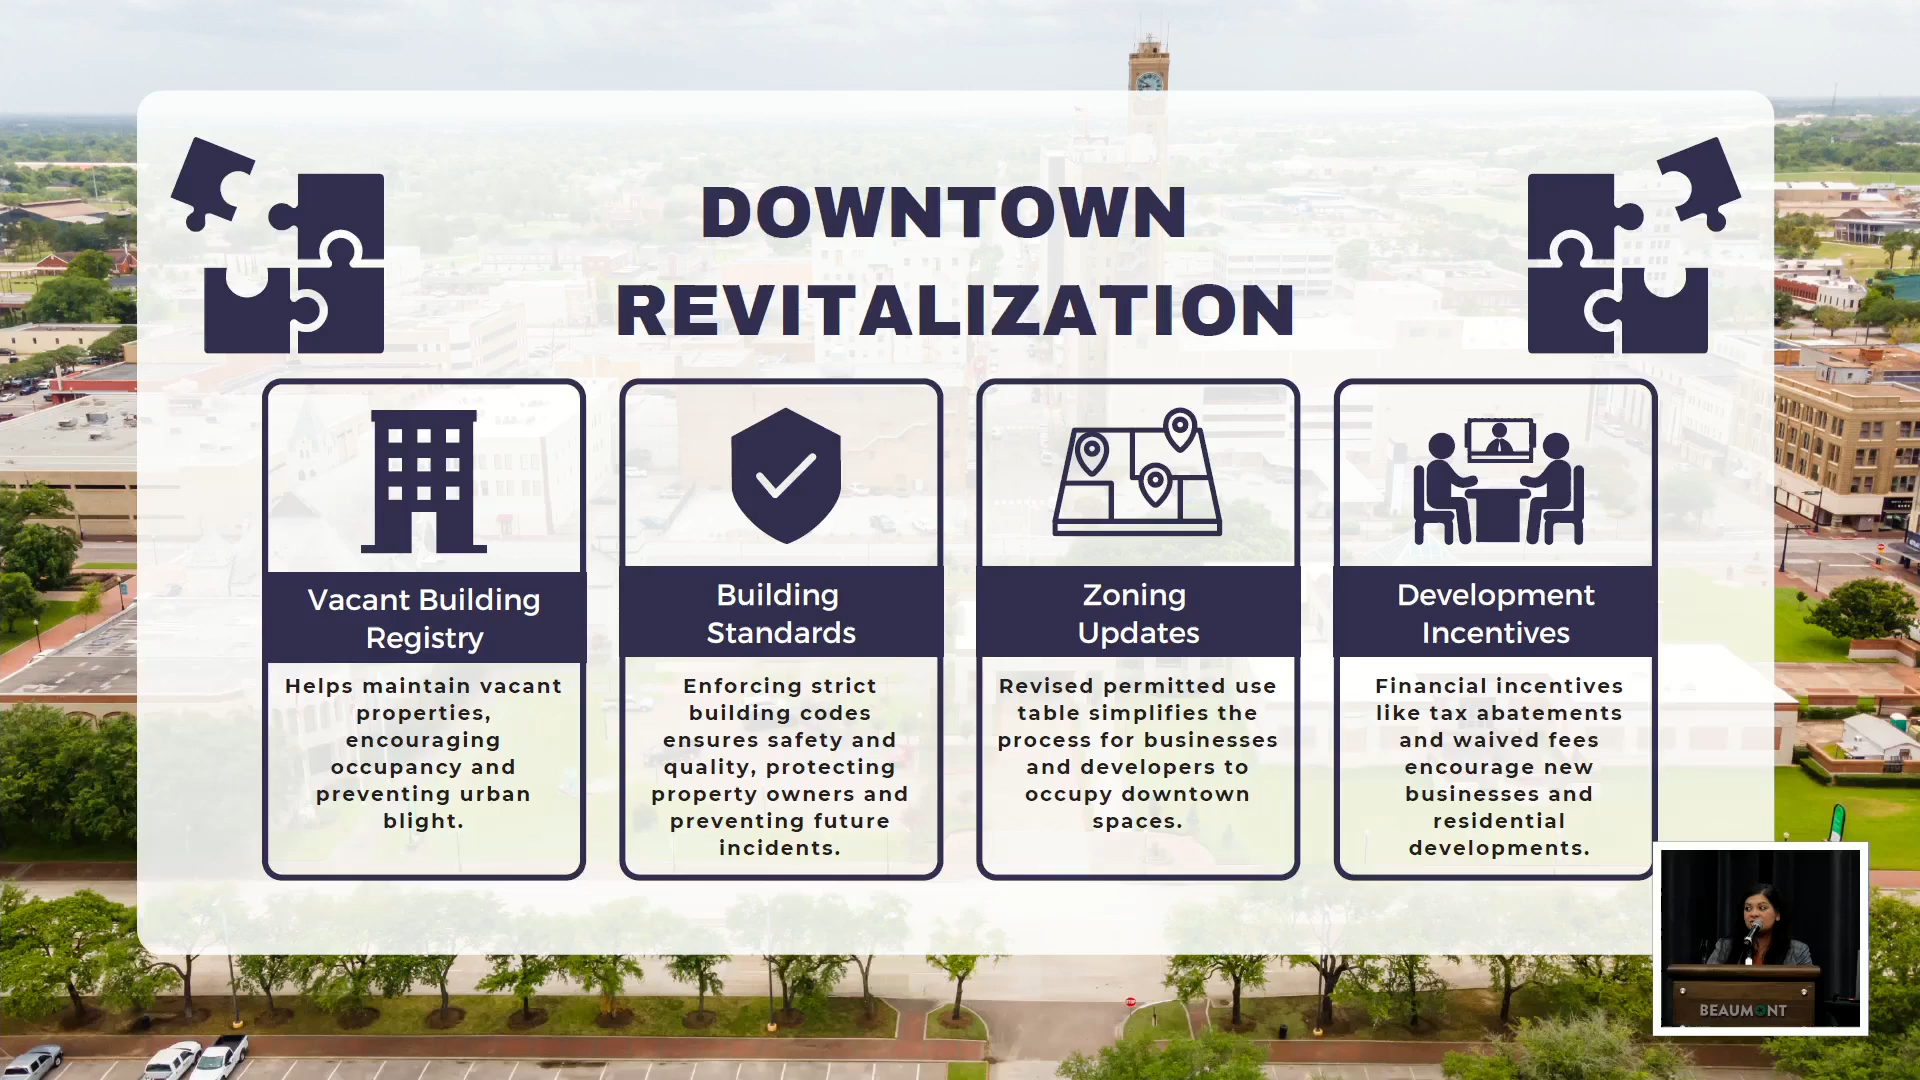 DOWNTOWN
REVITALIZATION
Vacant Building
Registry
Helps maintain vacant
properties,
encouraging
occupancy and
preventing urban
blight.
Building
Standards
Enforcing strict
building codes
ensures safety and
quality, protecting
property owners and
preventing future
incidents.
Zoning
Updates
Revised permitted use
table simplifies the
process for businesses
and developers to
occupy downtown
spaces.
Development
Incentives
Financial incentives
like tax abatements
and waived fees
encourage new
businesses and
residential
developments.
BEAUMONT
STOP